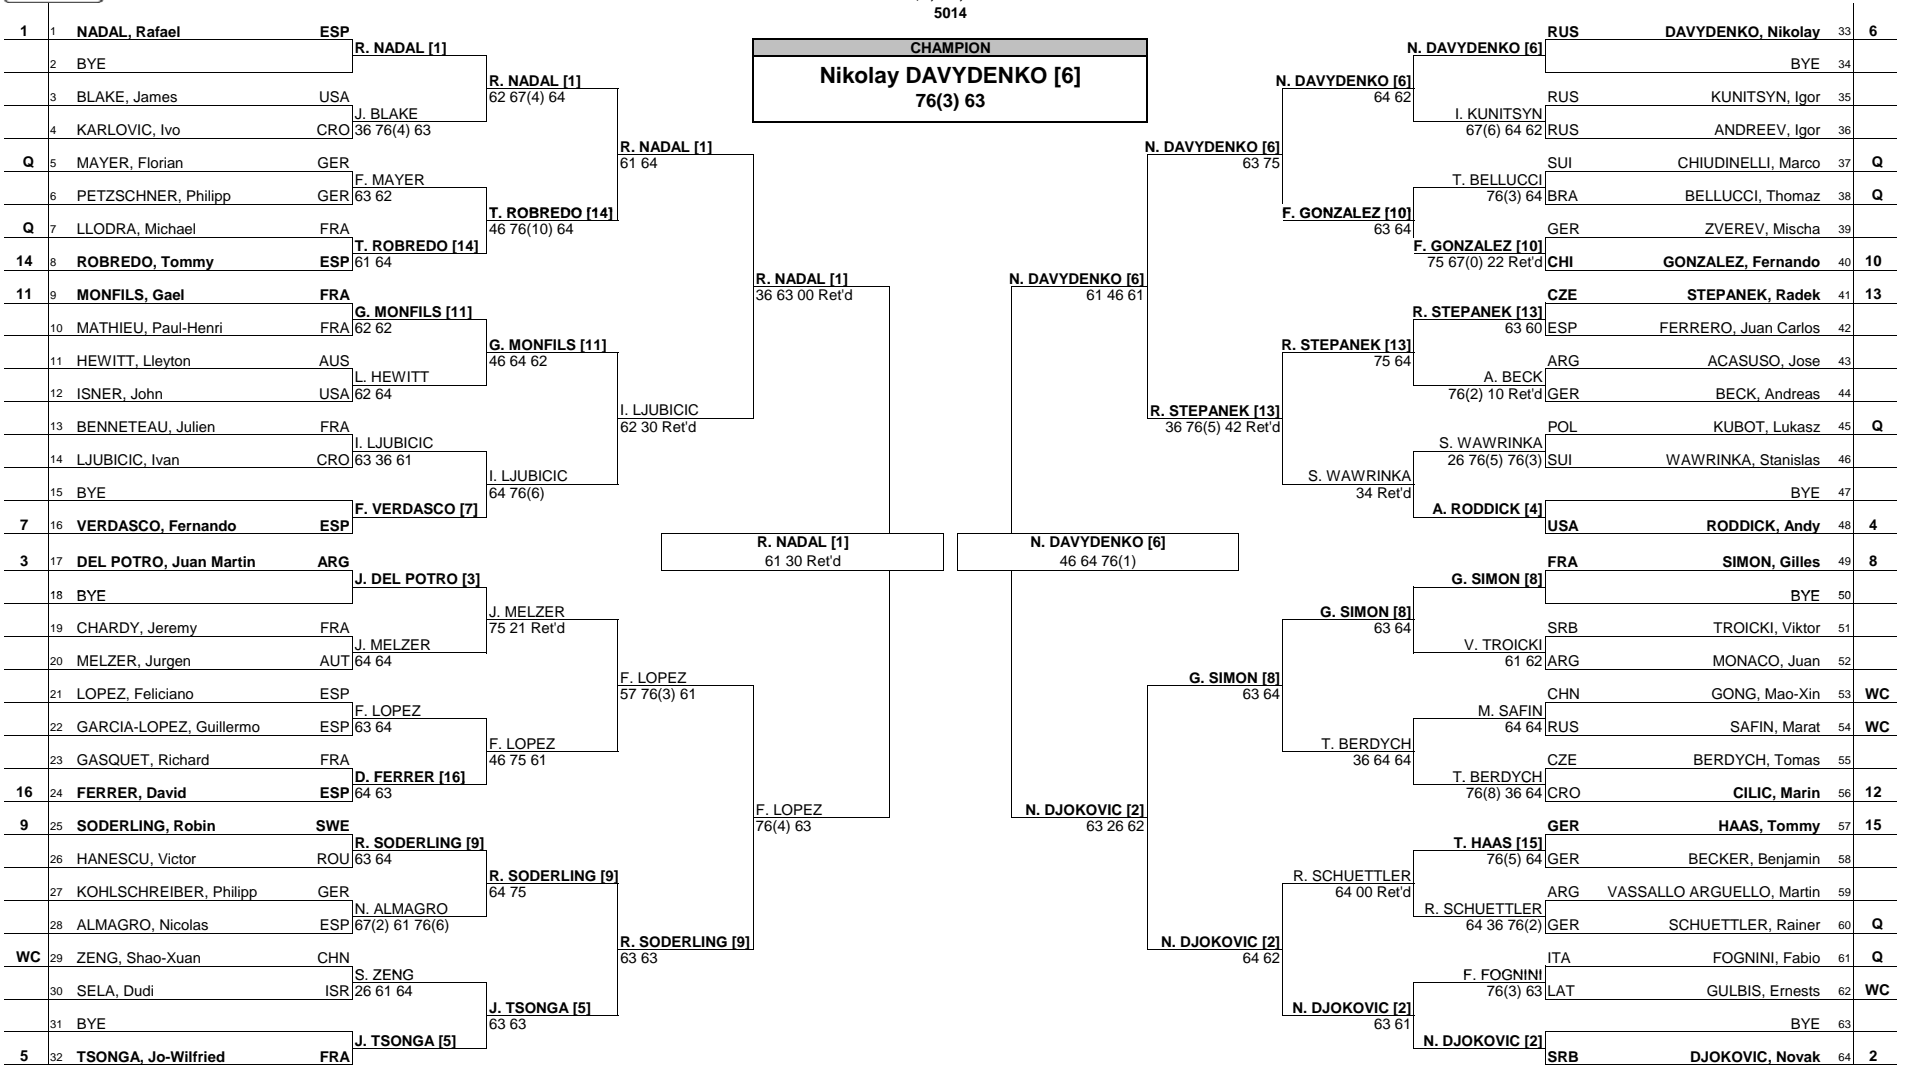 5014
CHAMPION
Nikolay DAVYDENKO [6]
76(3) 63
1 1 NADAL, Rafael ESP
2 BYE
3 BLAKE, James USA
4 KARLOVIC, Ivo CRO
Q 5 MAYER, Florian GER
6 PETZSCHNER, Philipp GER
Q 7 LLODRA, Michael FRA
14 8 ROBREDO, Tommy ESP
11 9 MONFILS, Gael FRA
10 MATHIEU, Paul-Henri FRA
11 HEWITT, Lleyton AUS
12 ISNER, John USA
13 BENNETEAU, Julien FRA
14 LJUBICIC, Ivan CRO
15 BYE
7 16 VERDASCO, Fernando ESP
3 17 DEL POTRO, Juan Martin ARG
18 BYE
19 CHARDY, Jeremy FRA
20 MELZER, Jurgen AUT
21 LOPEZ, Feliciano ESP
22 GARCIA-LOPEZ, Guillermo ESP
23 GASQUET, Richard FRA
16 24 FERRER, David ESP
9 25 SODERLING, Robin SWE
26 HANESCU, Victor ROU
27 KOHLSCHREIBER, Philipp GER
28 ALMAGRO, Nicolas ESP
WC 29 ZENG, Shao-Xuan CHN
30 SELA, Dudi ISR
31 BYE
5 32 TSONGA, Jo-Wilfried FRA
R. NADAL [1]
J. BLAKE
36 76(4) 63
F. MAYER
63 62
T. ROBREDO [14]
61 64
G. MONFILS [11]
62 62
L. HEWITT
62 64
I. LJUBICIC
63 36 61
F. VERDASCO [7]
J. DEL POTRO [3]
J. MELZER
64 64
F. LOPEZ
63 64
D. FERRER [16]
64 63
R. SODERLING [9]
63 64
N. ALMAGRO
67(2) 61 76(6)
S. ZENG
26 61 64
J. TSONGA [5]
R. NADAL [1]
62 67(4) 64
T. ROBREDO [14]
46 76(10) 64
G. MONFILS [11]
46 64 62
I. LJUBICIC
64 76(6)
J. MELZER
75 21 Ret'd
F. LOPEZ
46 75 61
R. SODERLING [9]
64 75
J. TSONGA [5]
63 63
R. NADAL [1]
61 64
I. LJUBICIC
62 30 Ret'd
F. LOPEZ
57 76(3) 61
R. SODERLING [9]
63 63
R. NADAL [1]
36 63 00 Ret'd
F. LOPEZ
76(4) 63
R. NADAL [1]
61 30 Ret'd
N. DAVYDENKO [6]
46 64 76(1)
N. DAVYDENKO [6]
61 46 61
N. DJOKOVIC [2]
63 26 62
N. DAVYDENKO [6]
63 75
R. STEPANEK [13]
36 76(5) 42 Ret'd
G. SIMON [8]
63 64
N. DJOKOVIC [2]
64 62
N. DAVYDENKO [6]
64 62
F. GONZALEZ [10]
63 64
R. STEPANEK [13]
75 64
S. WAWRINKA
34 Ret'd
G. SIMON [8]
63 64
T. BERDYCH
36 64 64
R. SCHUETTLER
64 00 Ret'd
N. DJOKOVIC [2]
63 61
N. DAVYDENKO [6]
I. KUNITSYN
67(6) 64 62
T. BELLUCCI
76(3) 64
F. GONZALEZ [10]
75 67(0) 22 Ret'd
R. STEPANEK [13]
63 60
A. BECK
76(2) 10 Ret'd
S. WAWRINKA
26 76(5) 76(3)
A. RODDICK [4]
G. SIMON [8]
V. TROICKI
61 62
M. SAFIN
64 64
T. BERDYCH
76(8) 36 64
T. HAAS [15]
76(5) 64
R. SCHUETTLER
64 36 76(2)
F. FOGNINI
76(3) 63
N. DJOKOVIC [2]
RUS DAVYDENKO, Nikolay 33 6
BYE 34
RUS KUNITSYN, Igor 35
RUS ANDREEV, Igor 36
SUI CHIUDINELLI, Marco 37 Q
BRA BELLUCCI, Thomaz 38 Q
GER ZVEREV, Mischa 39
CHI GONZALEZ, Fernando 40 10
CZE STEPANEK, Radek 41 13
ESP FERRERO, Juan Carlos 42
ARG ACASUSO, Jose 43
GER BECK, Andreas 44
POL KUBOT, Lukasz 45 Q
SUI WAWRINKA, Stanislas 46
BYE 47
USA RODDICK, Andy 48 4
FRA SIMON, Gilles 49 8
BYE 50
SRB TROICKI, Viktor 51
ARG MONACO, Juan 52
CHN GONG, Mao-Xin 53 WC
RUS SAFIN, Marat 54 WC
CZE BERDYCH, Tomas 55
CRO CILIC, Marin 56 12
GER HAAS, Tommy 57 15
GER BECKER, Benjamin 58
ARG VASSALLO ARGUELLO, Martin 59
GER SCHUETTLER, Rainer 60 Q
ITA FOGNINI, Fabio 61 Q
LAT GULBIS, Ernests 62 WC
BYE 63
SRB DJOKOVIC, Novak 64 2